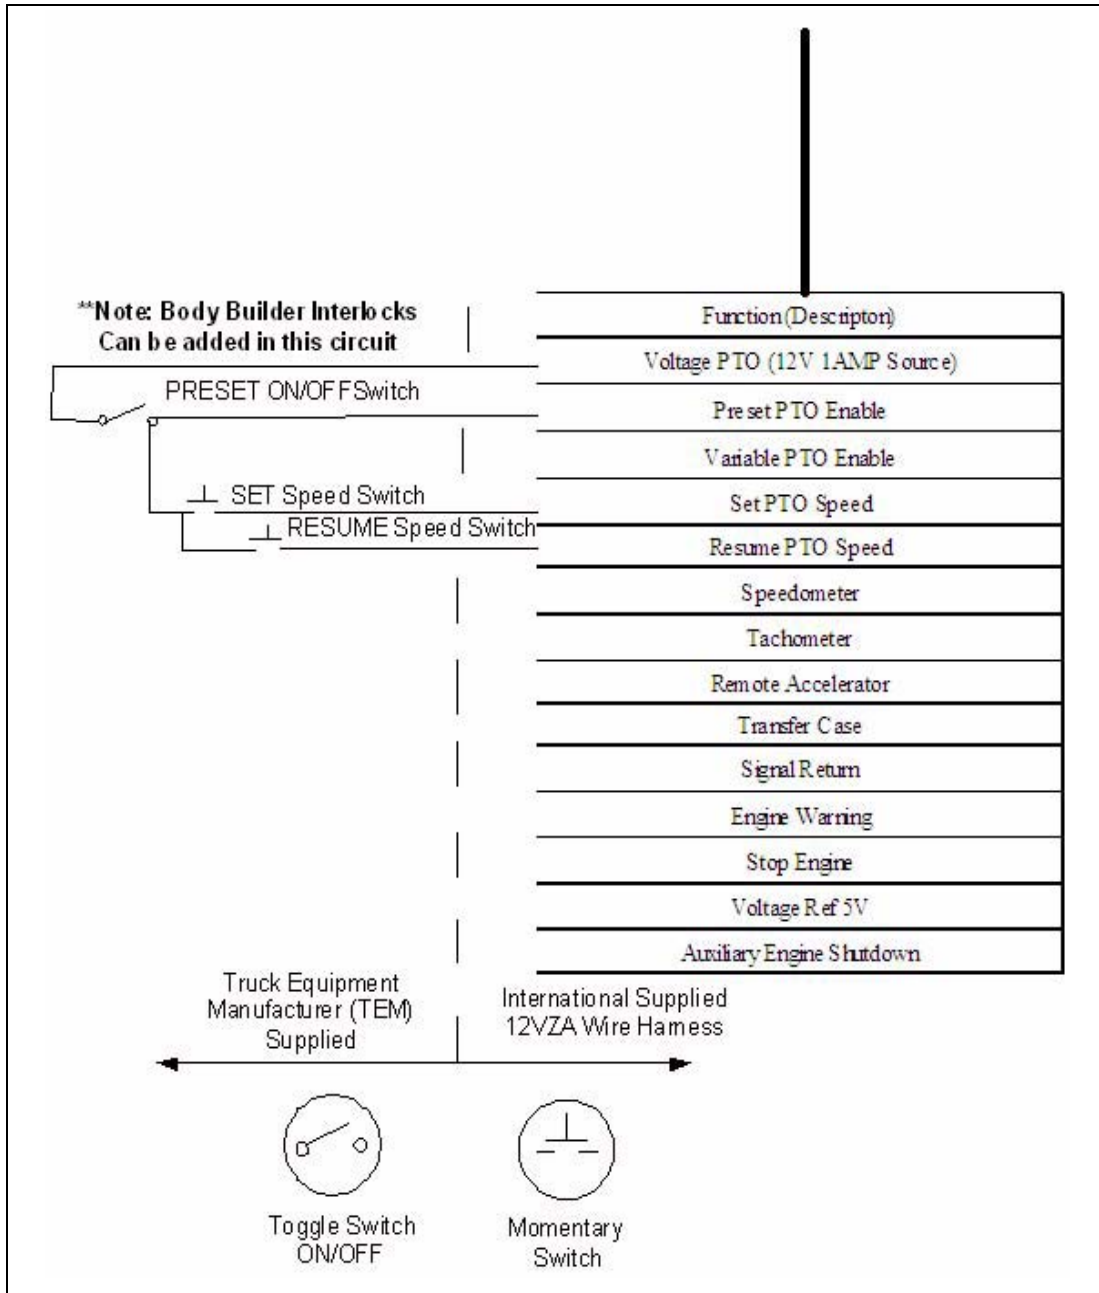 **Note: Body Builder Interlocks
Can be added in this circuit
PRESET ON/OFFSwitch
SET Speed Switch
RESUME Speed Switch
Function (Descripton)
Voltage PTO (12V 1AMP Source)
Preset PTO Enable
Variable PTO Enable
Set PTO Speed
Resume PTO Speed
Speedometer
Tachometer
Remote Accelerator
Transfer Case
Signal Return
Engine Warning
Stop Engine
Voltage Ref 5V
Auxiliary Engine Shutdown
Truck Equipment
Manufacturer (TEM)
Supplied
International Supplied
12VZA Wire Harness
Toggle Switch
ON/OFF
Momentary
Switch